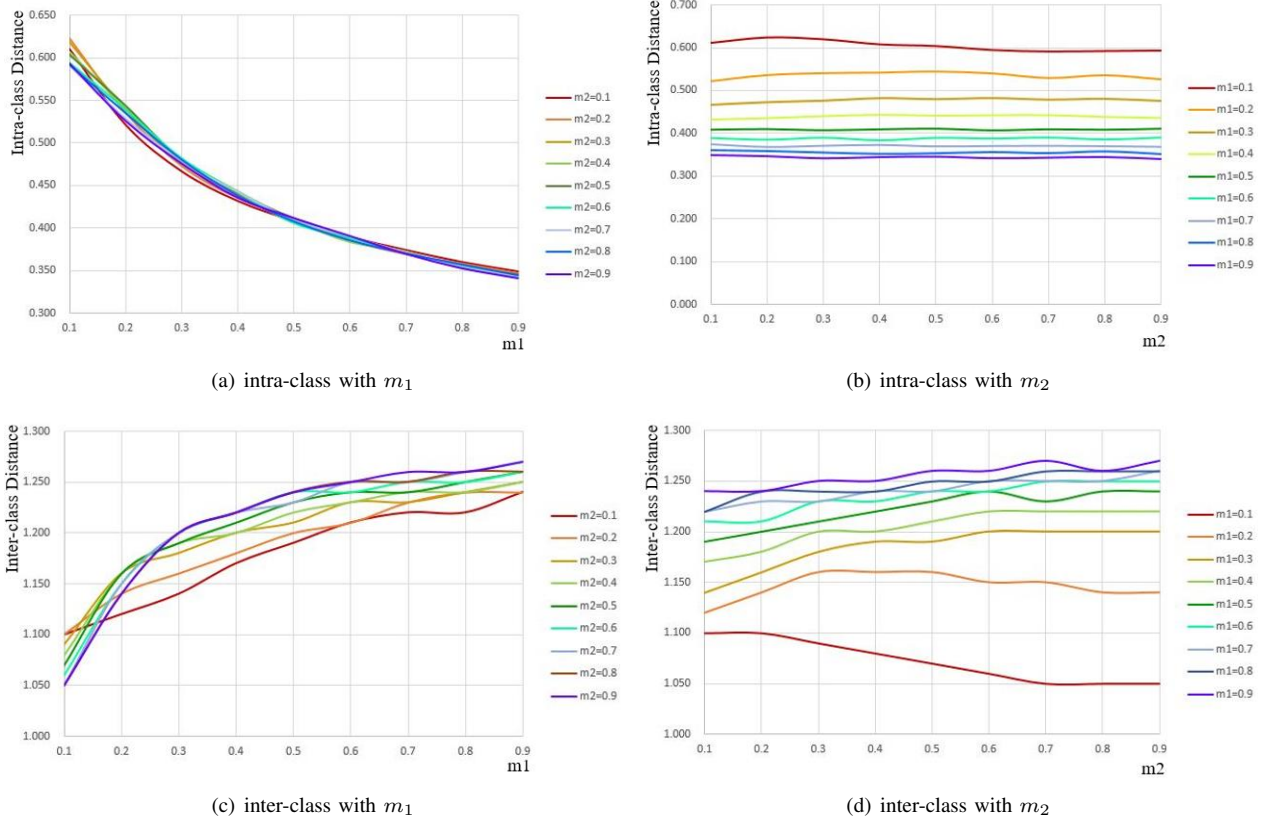 Intra-class Distance
0.650
0.600
0.550
0.500
0.450
0.400
0.350
0.300
0.1 0.2 0.3 0.4 0.5 0.6 0.7 0.8 0.9
m1
m2=0.1
m2=0.2
m2=0.3
m2=0.4
m2=0.5
m2=0.6
m2=0.7
m2=0.8
m2=0.9
(a) intra-class with m₁
Intra-class Distance
0.700
0.600
0.500
0.400
0.300
0.200
0.100
0.000
0.1 0.2 0.3 0.4 0.5 0.6 0.7 0.8 0.9
m2
m1=0.1
m1=0.2
m1=0.3
m1=0.4
m1=0.5
m1=0.6
m1=0.7
m1=0.8
m1=0.9
(b) intra-class with m₂
Inter-class Distance
1.300
1.250
1.200
1.150
1.100
1.050
1.000
0.1 0.2 0.3 0.4 0.5 0.6 0.7 0.8 0.9
m1
m2=0.1
m2=0.2
m2=0.3
m2=0.4
m2=0.5
m2=0.6
m2=0.7
m2=0.8
m2=0.9
(c) inter-class with m₁
Inter-class Distance
1.300
1.250
1.200
1.150
1.100
1.050
1.000
0.1 0.2 0.3 0.4 0.5 0.6 0.7 0.8 0.9
m2
m1=0.1
m1=0.2
m1=0.3
m1=0.4
m1=0.5
m1=0.6
m1=0.7
m1=0.8
m1=0.9
(d) inter-class with m₂